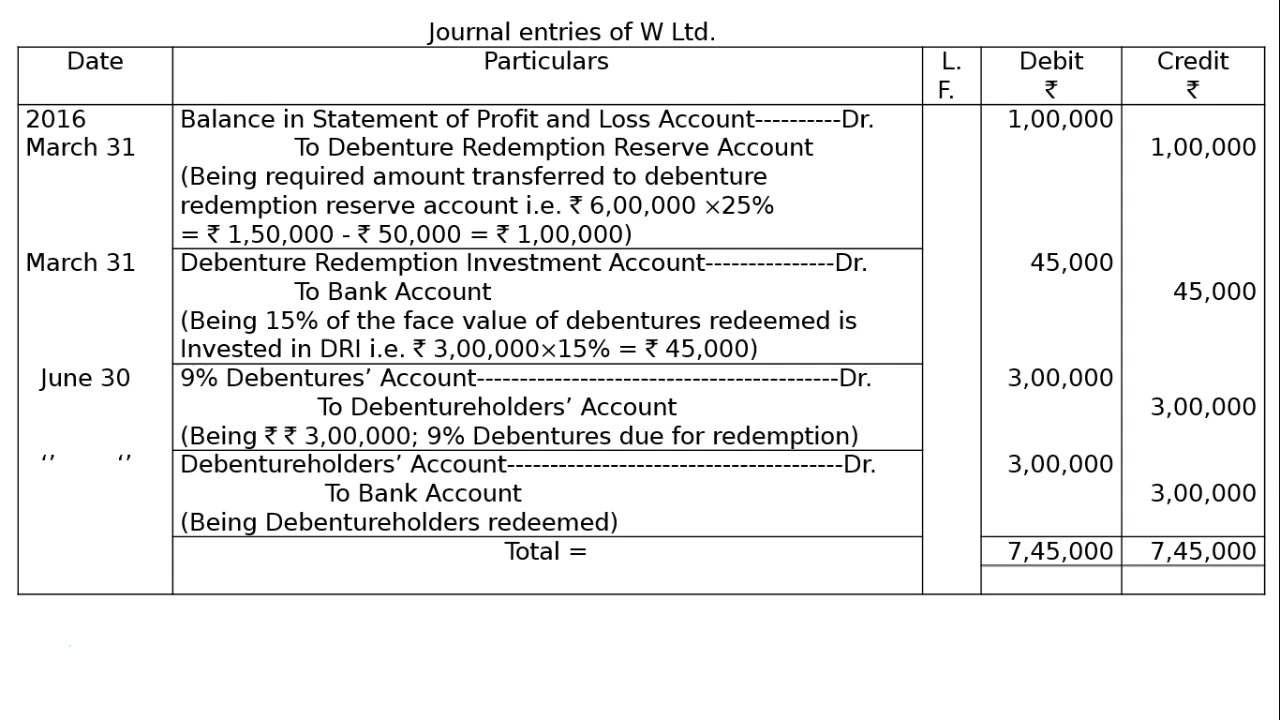 Journal entries of W Ltd.
Date Particulars L. Debit Credit
F. ₹ ₹
2016 Balance in Statement of Profit and Loss Account----------Dr. 1,00,000
March 31 To Debenture Redemption Reserve Account 1,00,000
(Being required amount transferred to debenture
redemption reserve account i.e. ₹ 6,00,000 ×25%
= ₹ 1,50,000 - ₹ 50,000 = ₹ 1,00,000)
March 31 Debenture Redemption Investment Account---------------Dr. 45,000
To Bank Account 45,000
(Being 15% of the face value of debentures redeemed is
Invested in DRI i.e. ₹ 3,00,000×15% = ₹ 45,000)
June 30 9% Debentures’ Account------------------------------------------Dr. 3,00,000
To Debentureholders’ Account 3,00,000
(Being ₹ ₹ 3,00,000; 9% Debentures due for redemption)
‘’ ‘’ Debentureholders’ Account---------------------------------------Dr. 3,00,000
To Bank Account 3,00,000
(Being Debentureholders redeemed)
Total = 7,45,000 7,45,000